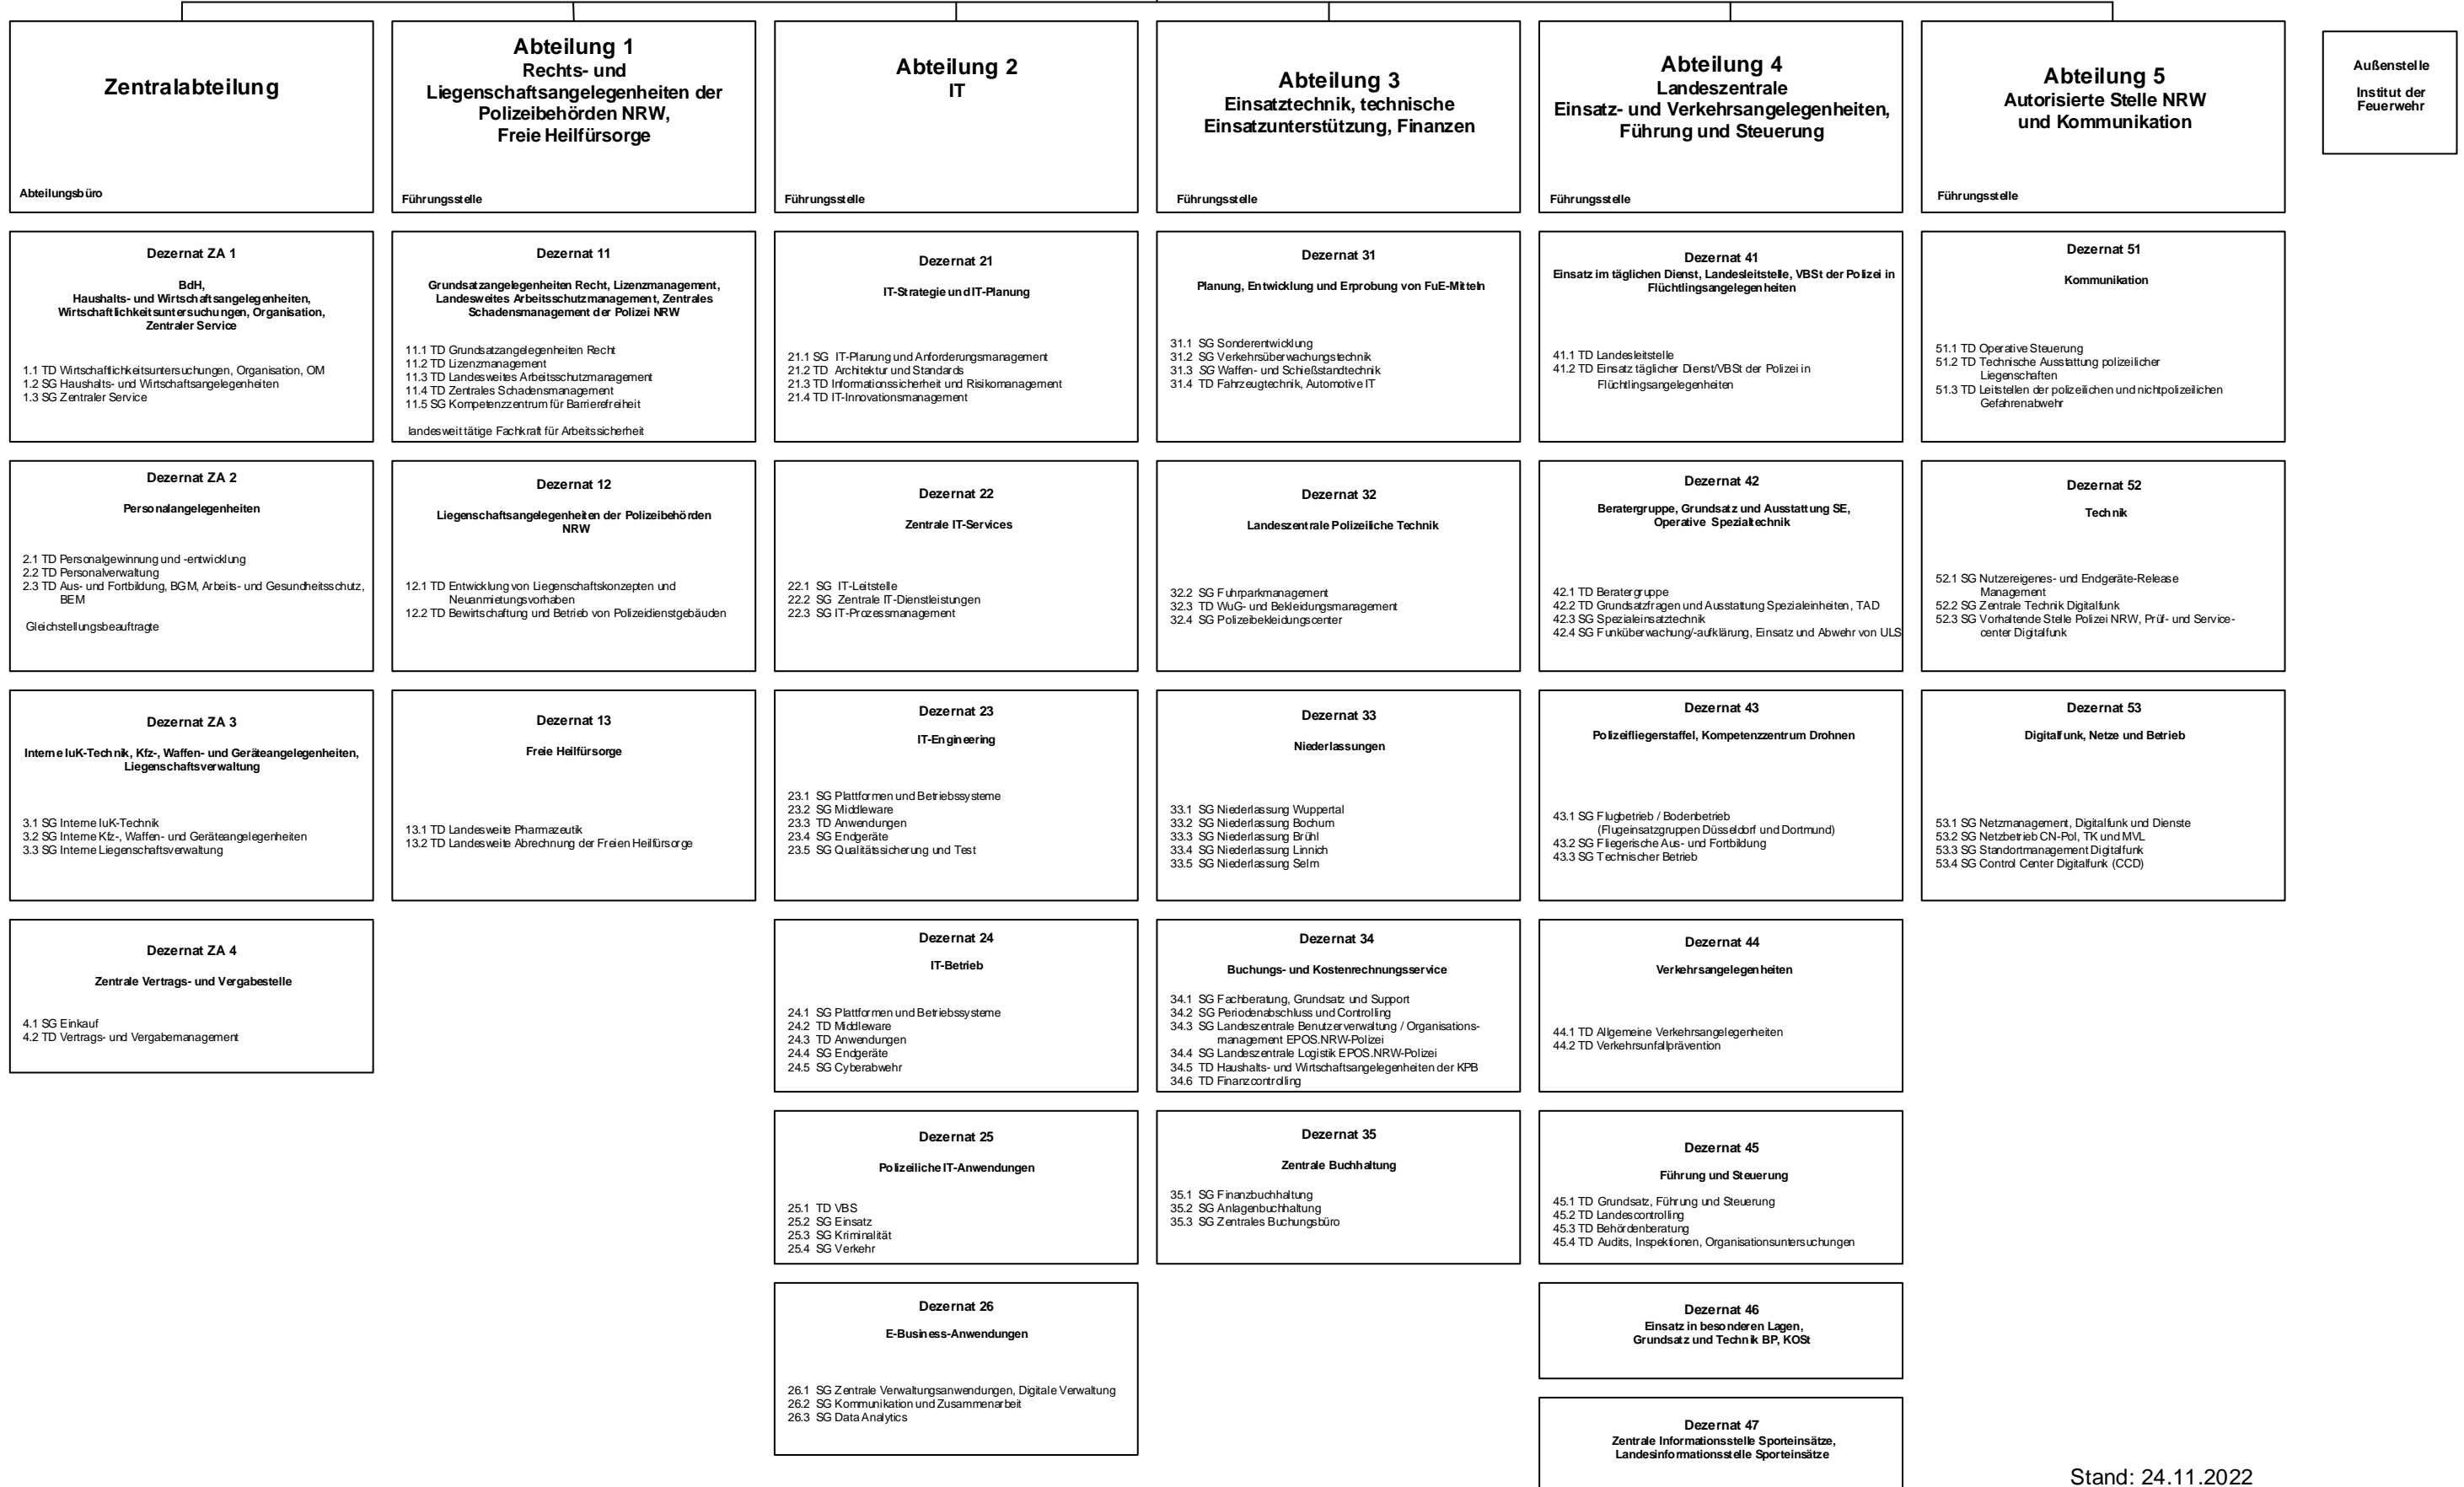 Zentralabteilung
Abteilungsbüro
Abteilung 1
Rechts- und
Liegenschaftsangelegenheiten der
Polizeibehörden NRW,
Freie Heilfürsorge
Führungsstelle
Abteilung 2
IT
Führungsstelle
Abteilung 3
Einsatztechnik, technische
Einsatzunterstützung, Finanzen
Führungsstelle
Abteilung 4
Landeszentrale
Einsatz- und Verkehrsangelegenheiten,
Führung und Steuerung
Führungsstelle
Abteilung 5
Autorisierte Stelle NRW
und Kommunikation
Führungsstelle
Außenstelle
Institut der
Feuerwehr
Dezernat ZA 1
BdH,
Haushalts- und Wirtschaftsangelegenheiten,
Wirtschaftlichkeitsuntersuchungen, Organisation,
Zentraler Service
1.1 TD Wirtschaftlichkeitsuntersuchungen, Organisation, OM
1.2 SG Haushalts- und Wirtschaftsangelegenheiten
1.3 SG Zentraler Service
Dezernat 11
Grundsatzangelegenheiten Recht, Lizenzmanagement,
Landesweites Arbeitsschutzmanagement, Zentrales
Schadensmanagement der Polizei NRW
11.1 TD Grundsatzangelegenheiten Recht
11.2 TD Lizenzmanagement
11.3 TD Landesweites Arbeitsschutzmanagement
11.4 TD Zentrales Schadensmanagement
11.5 SG Kompetenzzentrum für Barrierefreiheit
landesweit tätige Fachkraft für Arbeitssicherheit
Dezernat 21
IT-Strategie und IT-Planung
21.1 SG IT-Planung und Anforderungsmanagement
21.2 TD Architektur und Standards
21.3 TD Informationssicherheit und Risikomanagement
21.4 TD IT-Innovationsmanagement
Dezernat 31
Planung, Entwicklung und Erprobung von FuE-Mitteln
31.1 SG Sonderentwicklung
31.2 SG Verkehrsüberwachungstechnik
31.3 SG Waffen- und Schießstandtechnik
31.4 TD Fahrzeugtechnik, Automotive IT
Dezernat 41
Einsatz im täglichen Dienst, Landesleitstelle, VBSt der Polizei in
Flüchtlingsangelegenheiten
41.1 TD Landesleitstelle
41.2 TD Einsatz täglicher Dienst/VBSt der Polizei in
Flüchtlingsangelegenheiten
Dezernat 51
Kommunikation
51.1 TD Operative Steuerung
51.2 TD Technische Ausstattung polizeilicher
Liegenschaften
51.3 TD Leitstellen der polizeilichen und nichtpolizeilichen
Gefahrenabwehr
Dezernat ZA 2
Personalangelegenheiten
2.1 TD Personalgewinnung und -entwicklung
2.2 TD Personalverwaltung
2.3 TD Aus- und Fortbildung, BGM, Arbeits- und Gesundheitsschutz,
BEM
Gleichstellungsbeauftragte
Dezernat 12
Liegenschaftsangelegenheiten der Polizeibehörden
NRW
12.1 TD Entwicklung von Liegenschaftskonzepten und
Neuanmietungsvorhaben
12.2 TD Bewirtschaftung und Betrieb von Polizeidienstgebäuden
Dezernat 22
Zentrale IT-Services
22.1 SG IT-Leitstelle
22.2 SG Zentrale IT-Dienstleistungen
22.3 SG IT-Prozessmanagement
Dezernat 32
Landeszentrale Polizeiliche Technik
32.2 SG Fuhrparkmanagement
32.3 TD WuG- und Bekleidungsmanagement
32.4 SG Polizeibekleidungscenter
Dezernat 42
Beratergruppe, Grundsatz und Ausstattung SE,
Operative Spezialtechnik
42.1 TD Beratergruppe
42.2 TD Grundsatzfragen und Ausstattung Spezialeinheiten, TAD
42.3 SG Spezialeinsatztechnik
42.4 SG Funküberwachung/-aufklärung, Einsatz und Abwehr von ULS
Dezernat 52
Technik
52.1 SG Nutzereigenes- und Endgeräte-Release
Management
52.2 SG Zentrale Technik Digitalfunk
52.3 SG Vorhaltende Stelle Polizei NRW, Prüf- und Service-
center Digitalfunk
Dezernat ZA 3
Interne IuK-Technik, Kfz-, Waffen- und Geräteangelegenheiten,
Liegenschaftsverwaltung
3.1 SG Interne IuK-Technik
3.2 SG Interne Kfz-, Waffen- und Geräteangelegenheiten
3.3 SG Interne Liegenschaftsverwaltung
Dezernat 13
Freie Heilfürsorge
13.1 TD Landesweite Pharmazeutik
13.2 TD Landesweite Abrechnung der Freien Heilfürsorge
Dezernat 23
IT-Engineering
23.1 SG Plattformen und Betriebssysteme
23.2 SG Middleware
23.3 TD Anwendungen
23.4 SG Endgeräte
23.5 SG Qualitätssicherung und Test
Dezernat 33
Niederlassungen
33.1 SG Niederlassung Wuppertal
33.2 SG Niederlassung Bochum
33.3 SG Niederlassung Brühl
33.4 SG Niederlassung Linnich
33.5 SG Niederlassung Selm
Dezernat 43
Polizeifliegerstaffel, Kompetenzzentrum Drohnen
43.1 SG Flugbetrieb / Bodenbetrieb
(Flugeinsatzgruppen Düsseldorf und Dortmund)
43.2 SG Fliegerische Aus- und Fortbildung
43.3 SG Technischer Betrieb
Dezernat 53
Digitalfunk, Netze und Betrieb
53.1 SG Netzmanagement, Digitalfunk und Dienste
53.2 SG Netzbetrieb CN-Pol, TK und MVL
53.3 SG Standortmanagement Digitalfunk
53.4 SG Control Center Digitalfunk (CCD)
Dezernat ZA 4
Zentrale Vertrags- und Vergabestelle
4.1 SG Einkauf
4.2 TD Vertrags- und Vergabemanagement
Dezernat 24
IT-Betrieb
24.1 SG Plattformen und Betriebssysteme
24.2 TD Middleware
24.3 TD Anwendungen
24.4 SG Endgeräte
24.5 SG Cyberabwehr
Dezernat 34
Buchungs- und Kostenrechnungsservice
34.1 SG Fachberatung, Grundsatz und Support
34.2 SG Periodenabschluss und Controlling
34.3 SG Landeszentrale Benutzerverwaltung / Organisations-
management EPOS.NRW-Polizei
34.4 SG Landeszentrale Logistik EPOS.NRW-Polizei
34.5 TD Haushalts- und Wirtschaftsangelegenheiten der KPB
34.6 TD Finanzcontrolling
Dezernat 44
Verkehrsangelegenheiten
44.1 TD Allgemeine Verkehrsangelegenheiten
44.2 TD Verkehrsunfallprävention
Dezernat 25
Polizeiliche IT-Anwendungen
25.1 TD VBS
25.2 SG Einsatz
25.3 SG Kriminalität
25.4 SG Verkehr
Dezernat 35
Zentrale Buchhaltung
35.1 SG Finanzbuchhaltung
35.2 SG Anlagenbuchhaltung
35.3 SG Zentrales Buchungsbüro
Dezernat 45
Führung und Steuerung
45.1 TD Grundsatz, Führung und Steuerung
45.2 TD Landescontrolling
45.3 TD Behördenberatung
45.4 TD Audits, Inspektionen, Organisationsuntersuchungen
Dezernat 26
E-Business-Anwendungen
26.1 SG Zentrale Verwaltungsanwendungen, Digitale Verwaltung
26.2 SG Kommunikation und Zusammenarbeit
26.3 SG Data Analytics
Dezernat 46
Einsatz in besonderen Lagen,
Grundsatz und Technik BP, KOSt
Dezernat 47
Zentrale Informationsstelle Sporteinsätze,
Landesinformationsstelle Sporteinsätze
Stand: 24.11.2022